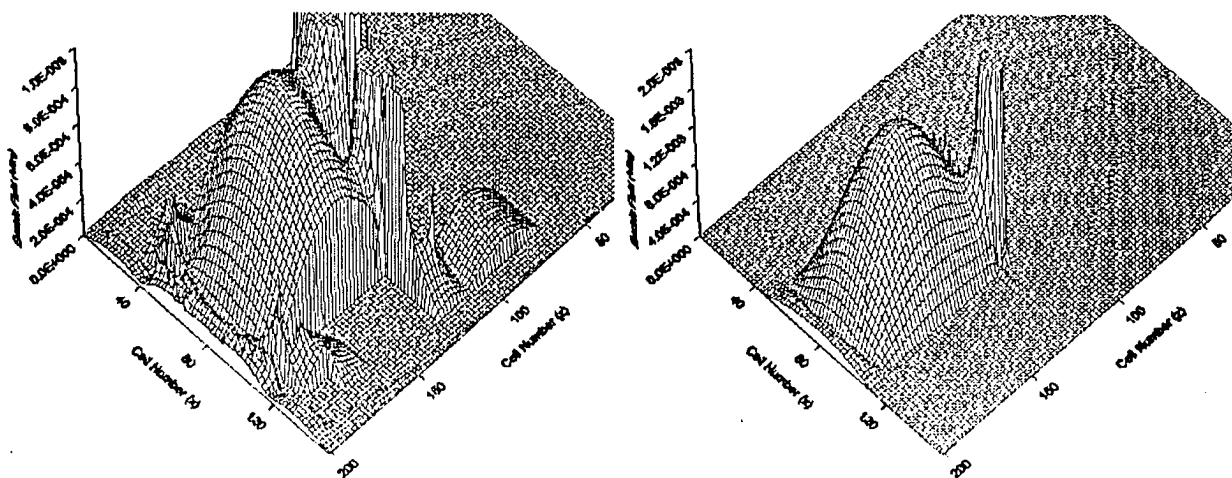 1.0E-003
8.0E-004
6.0E-004
4.0E-004
2.0E-004
0.0E+000
40
80
120
Cell Number (x)
200
150
100
50
Cell Number (z)
2.0E-003
1.6E-003
1.2E-003
8.0E-004
4.0E-004
0.0E+000
40
80
120
Cell Number (x)
200
150
100
50
Cell Number (z)